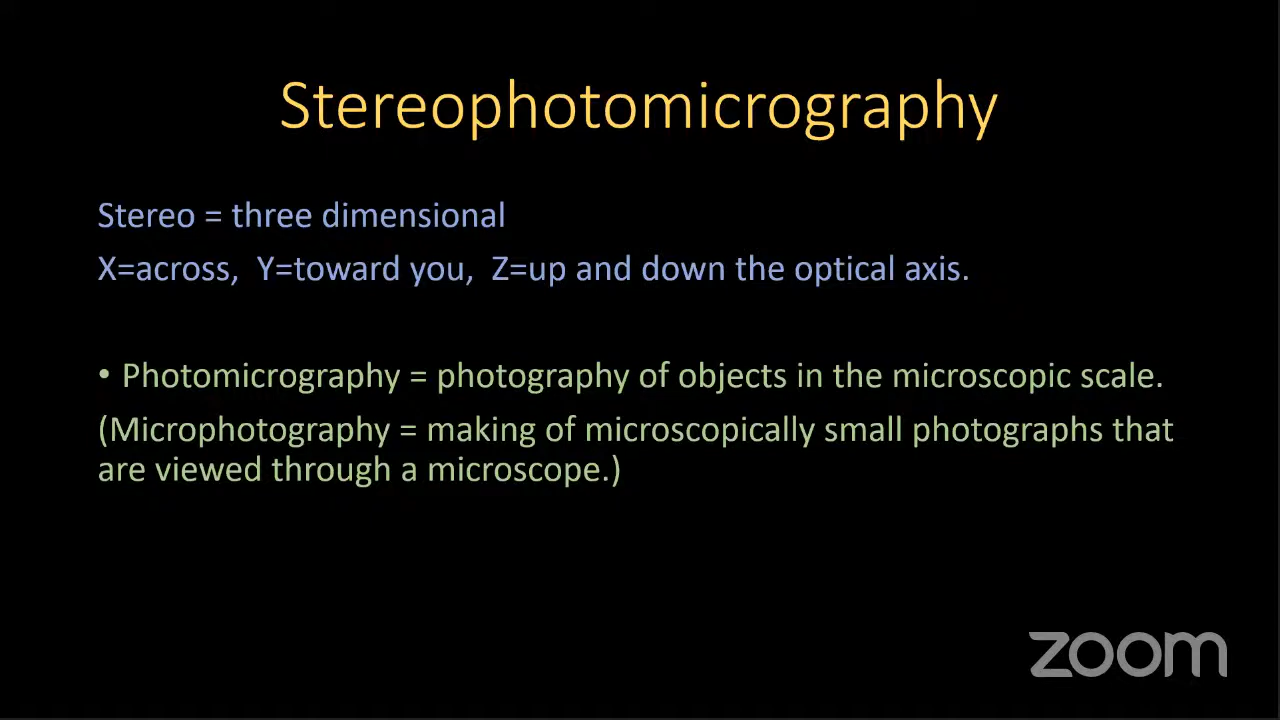 Stereophotomicrography
Stereo = three dimensional
X=across,  Y=toward you,  Z=up and down the optical axis.
• Photomicrography = photography of objects in the microscopic scale.
(Microphotography = making of microscopically small photographs that
are viewed through a microscope.)
zoom